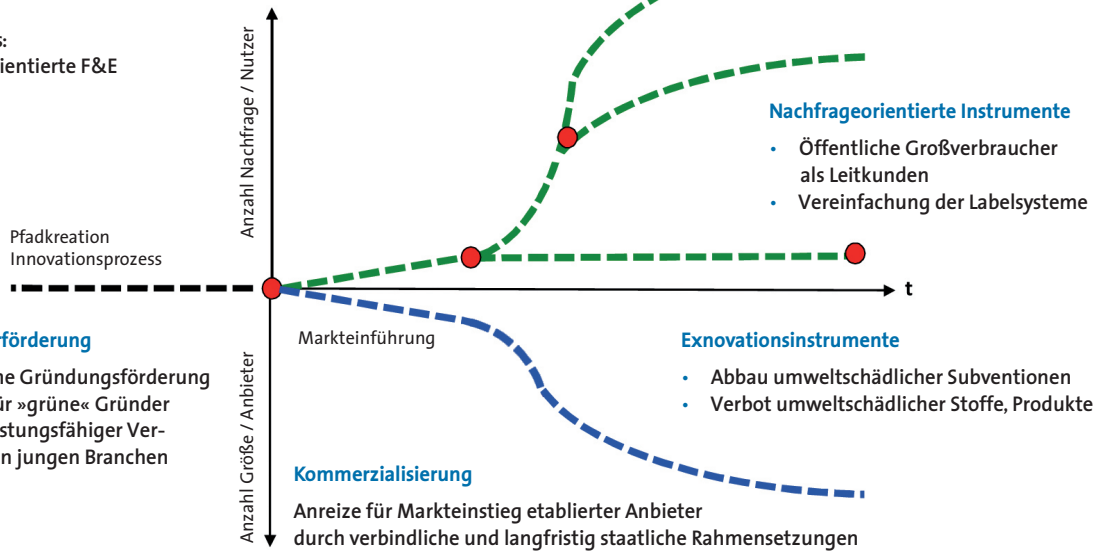 s:
ientierte F&E
Anzahl Nachfrage / Nutzer
Nachfrageorientierte Instrumente
• Öffentliche Großverbraucher
als Leitkunden
• Vereinfachung der Labelsysteme
Pfadkreation
Innovationsprozess
t
Markteinführung
rförderung
ne Gründungsförderung
ür »grüne« Gründer
stungsfähiger Ver-
n jungen Branchen
Anzahl Größe / Anbieter
Exnovationsinstrumente
• Abbau umweltschädlicher Subventionen
• Verbot umweltschädlicher Stoffe, Produkte
Kommerzialisierung
Anreize für Markteinstieg etablierter Anbieter
durch verbindliche und langfristig staatliche Rahmensetzungen